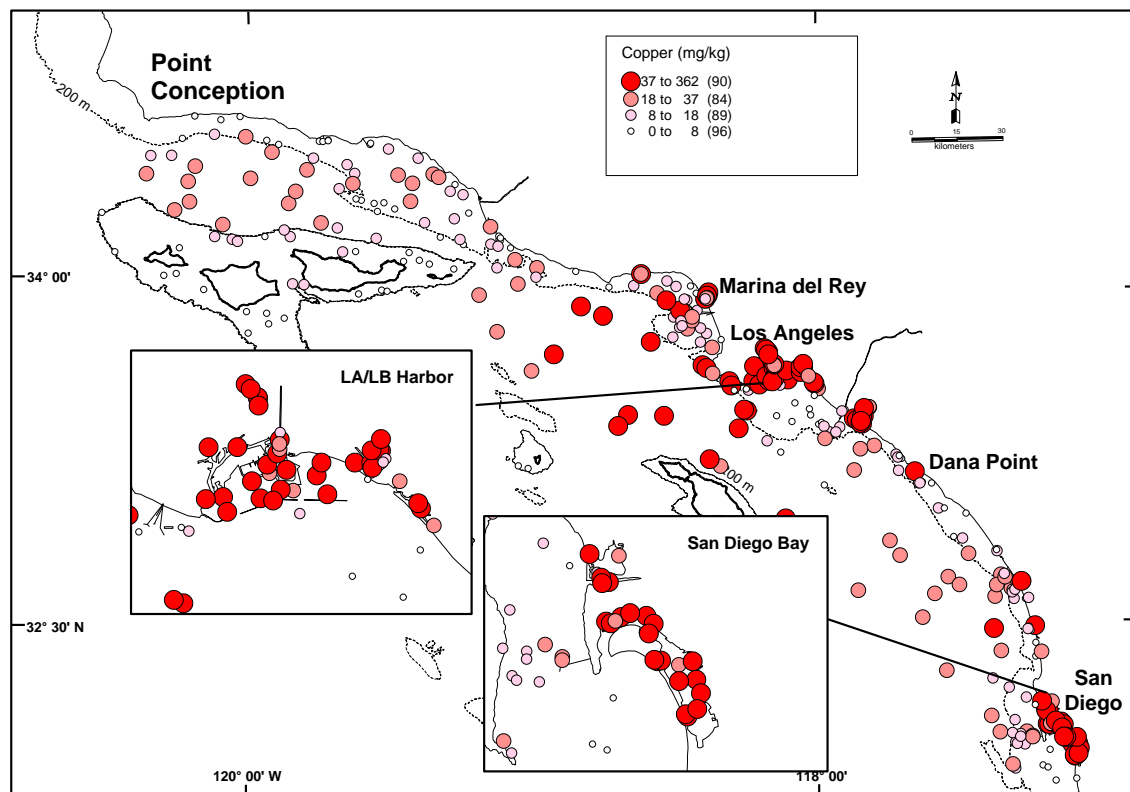 Point
Conception
200 m
Copper (mg/kg)
37 to 362 (90)
18 to 37 (84)
8 to 18 (89)
0 to 8 (96)
N
0 15 30
kilometers
34° 00'
Marina del Rey
Los Angeles
LA/LB Harbor
Dana Point
00 m
San Diego Bay
32° 30' N
San
Diego
120° 00' W
118° 00'